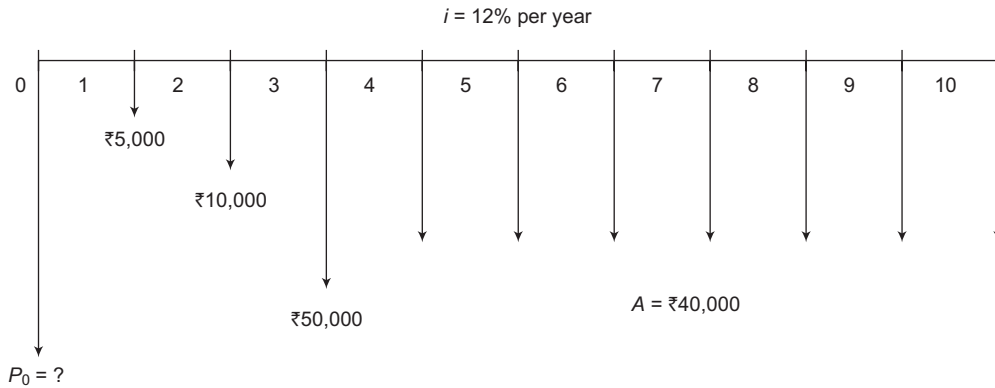 i = 12% per year
0 1 2 3 4 5 6 7 8 9 10
₹5,000
₹10,000
₹50,000
A = ₹40,000
P0 = ?